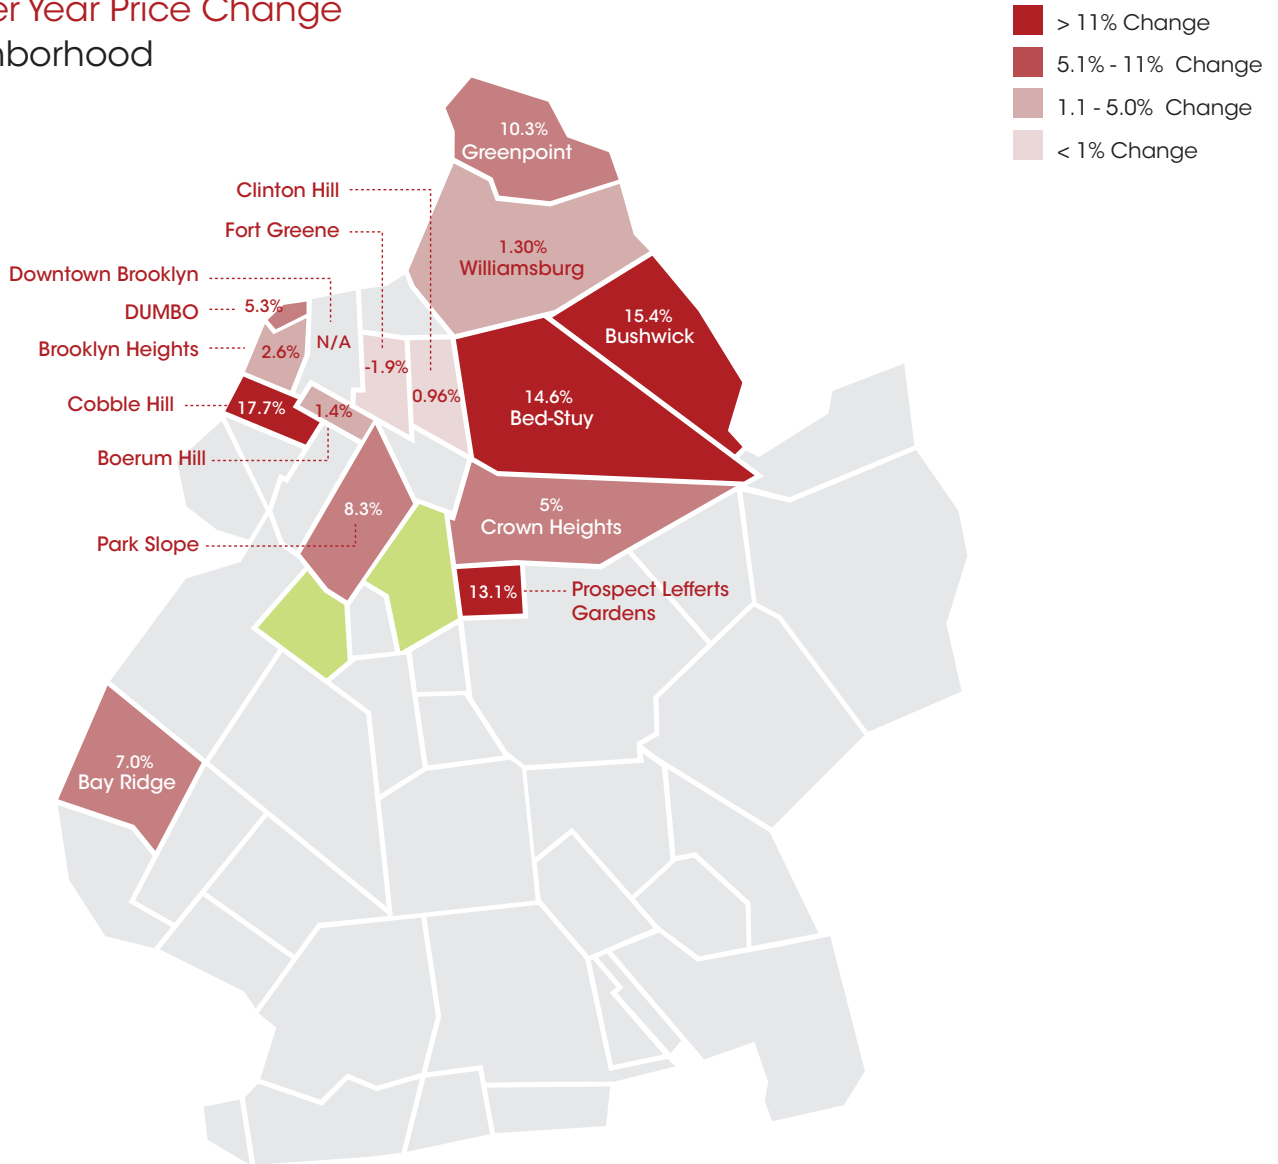 er Year Price Change
nborhood
> 11% Change
5.1% - 11% Change
1.1 - 5.0% Change
< 1% Change
10.3%
Greenpoint
Clinton Hill
Fort Greene
1.30%
Williamsburg
Downtown Brooklyn
5.3%
DUMBO
15.4%
Bushwick
N/A
Brooklyn Heights
2.6%
-1.9%
0.96%
14.6%
Bed-Stuy
Cobble Hill
17.7%
1.4%
Boerum Hill
8.3%
5%
Crown Heights
Park Slope
13.1%
Prospect Lefferts
Gardens
7.0%
Bay Ridge